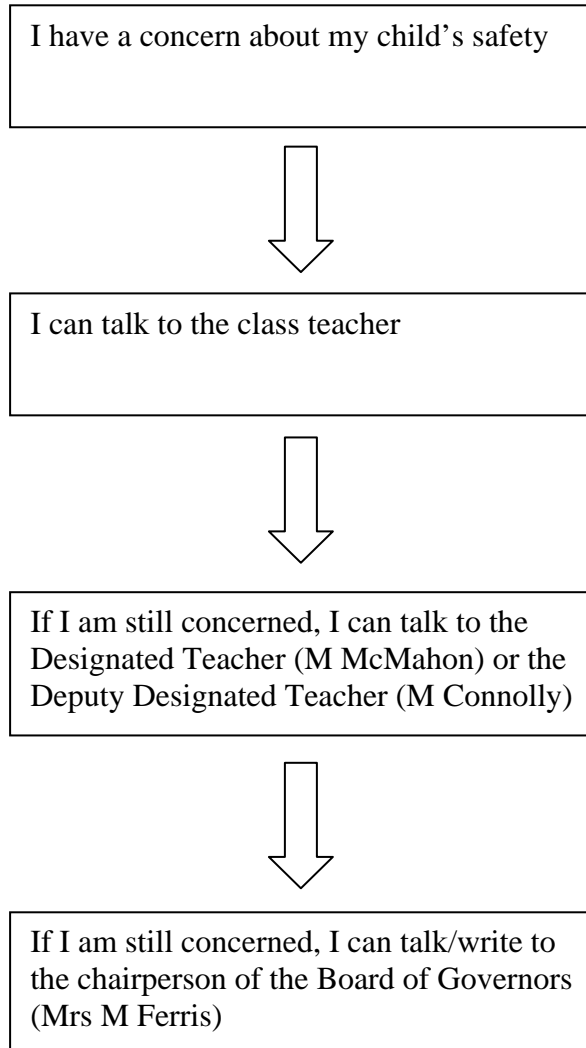 I have a concern about my child’s safety
I can talk to the class teacher
If I am still concerned, I can talk to the
Designated Teacher (M McMahon) or the
Deputy Designated Teacher (M Connolly)
If I am still concerned, I can talk/write to
the chairperson of the Board of Governors
(Mrs M Ferris)